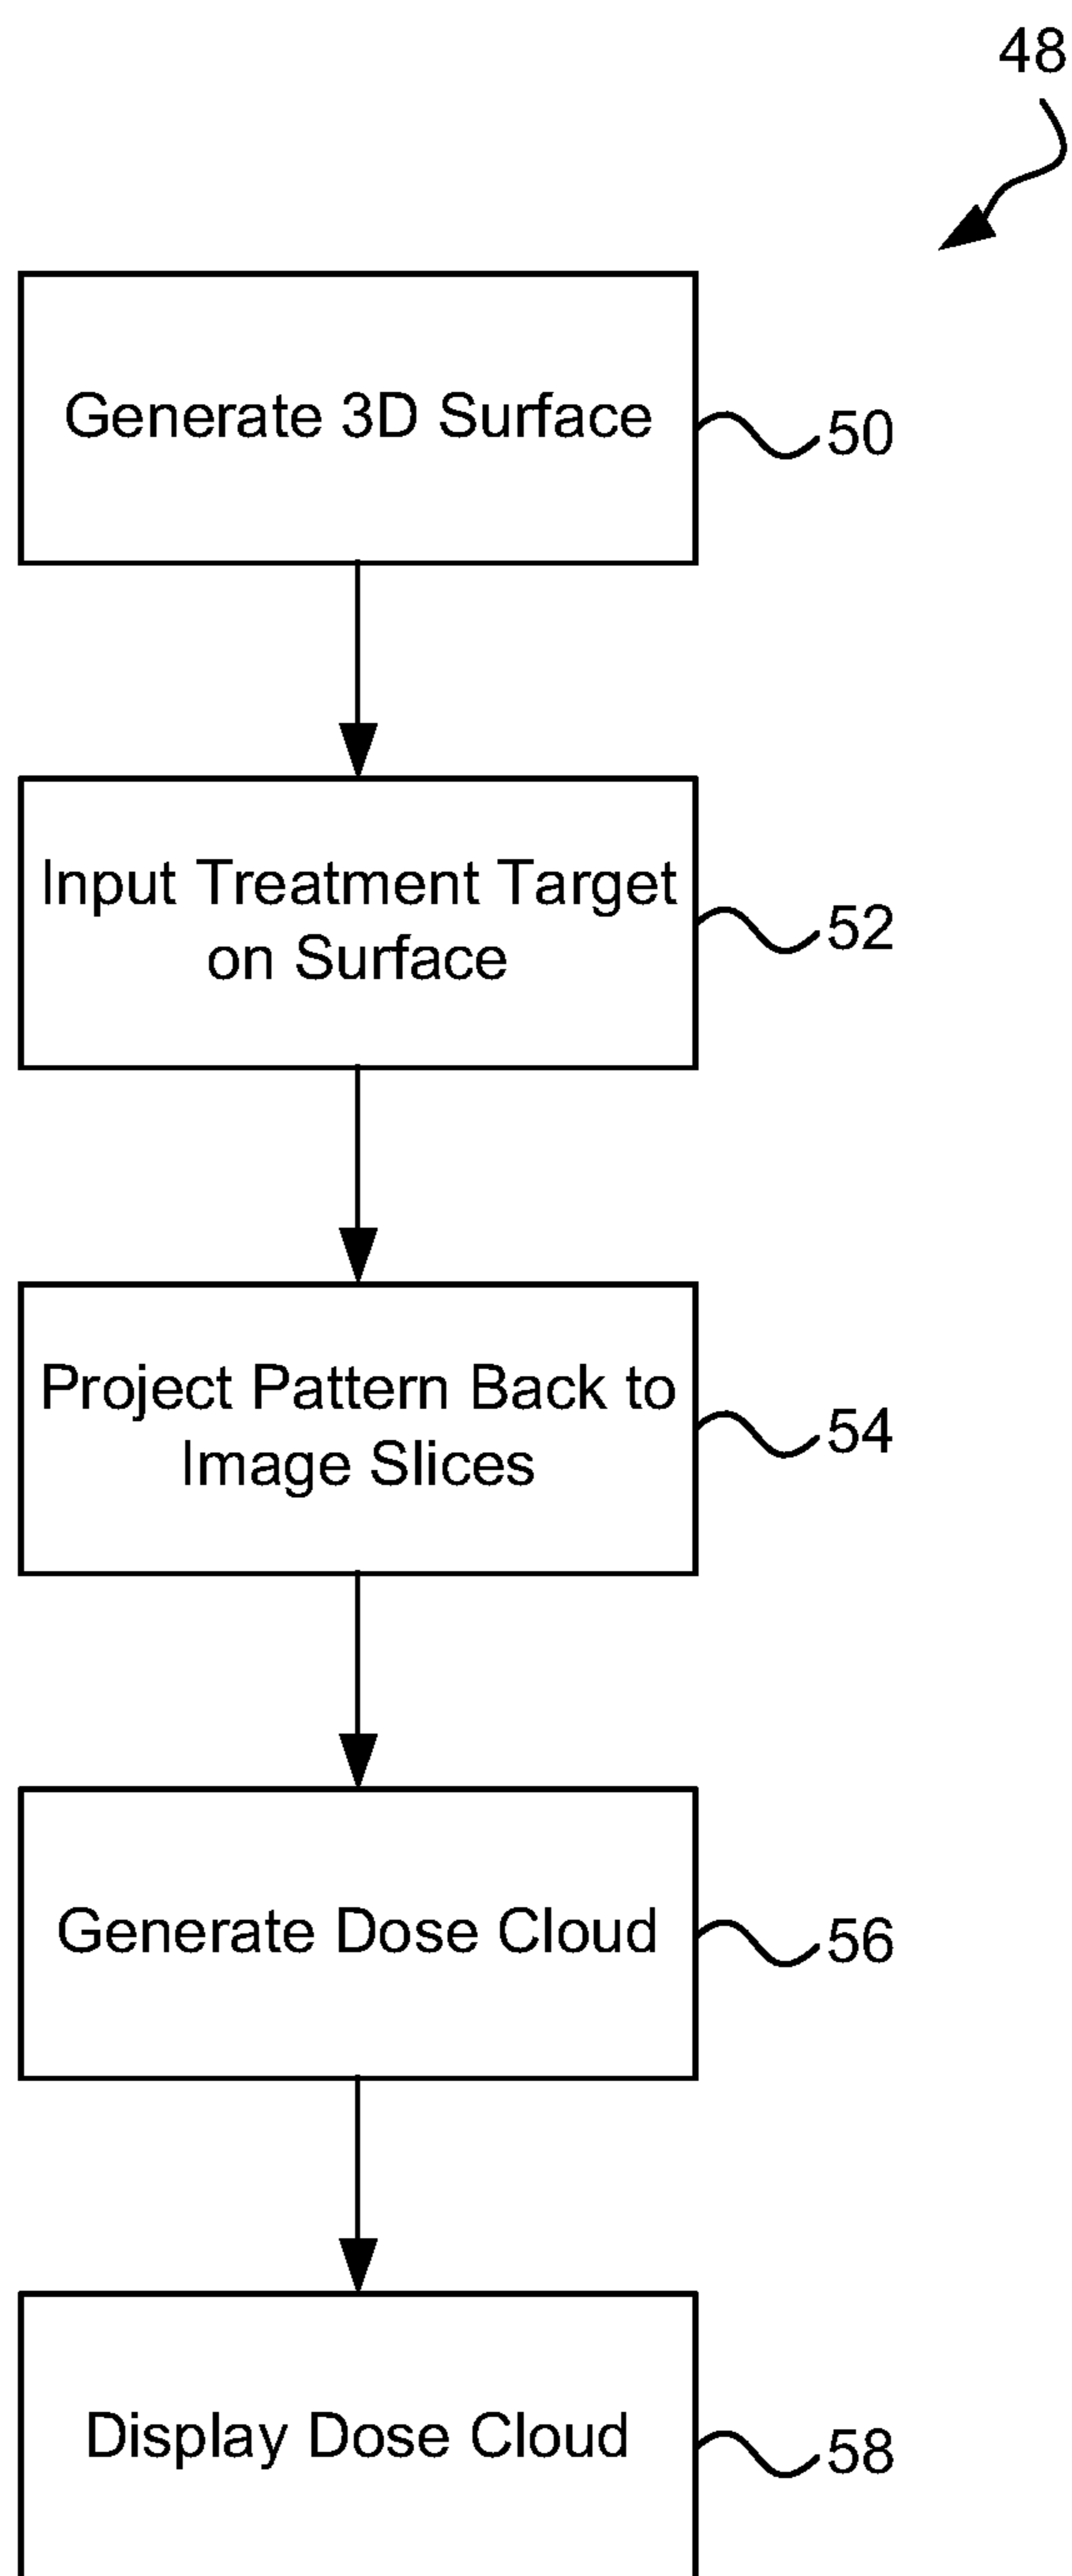 48
Generate 3D Surface
50
Input Treatment Target
on Surface
52
Project Pattern Back to
Image Slices
54
Generate Dose Cloud
56
Display Dose Cloud
58